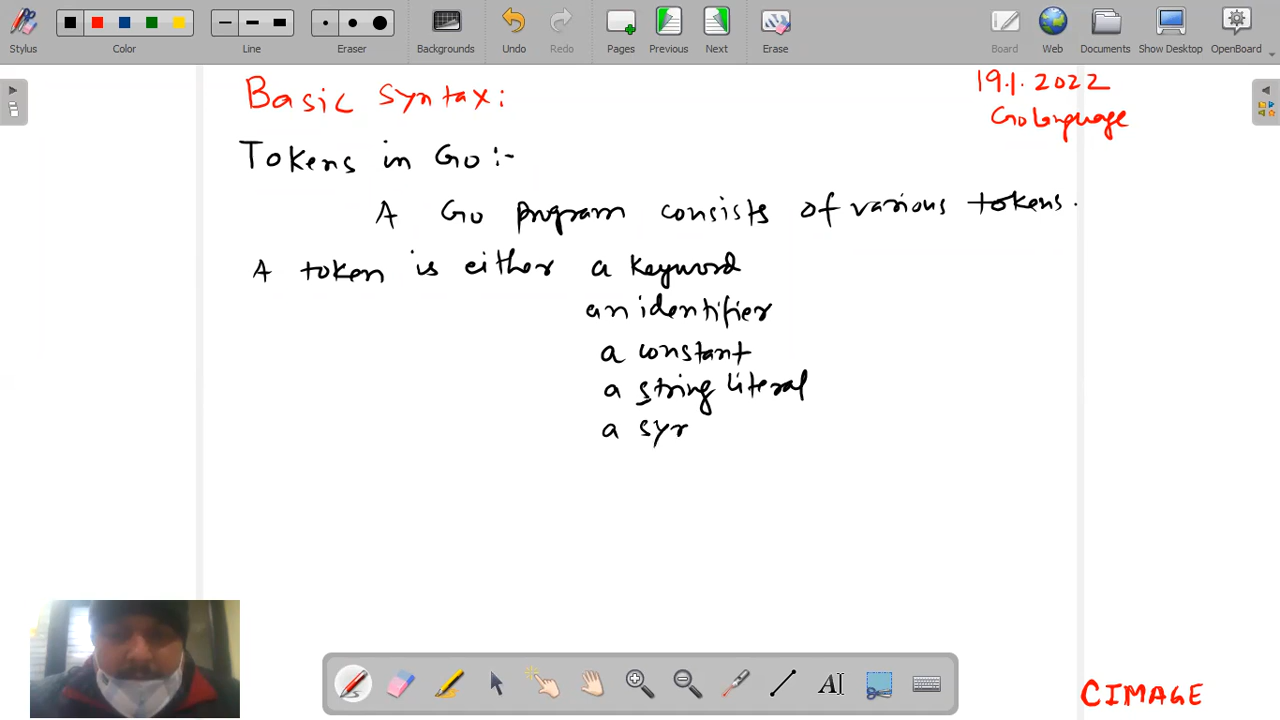 Stylus
Color
Line
Eraser
Backgrounds
Undo
Redo
Pages
Previous
Next
Erase
Board
Web
Documents
Show Desktop
OpenBoard
19.1.2022
Go Language
Basic Syntax:
Tokens in Go :-
A Go program consists of various tokens.
A token is either a keyword
an identifier
a constant
a string literal
a syr
CIMAGE